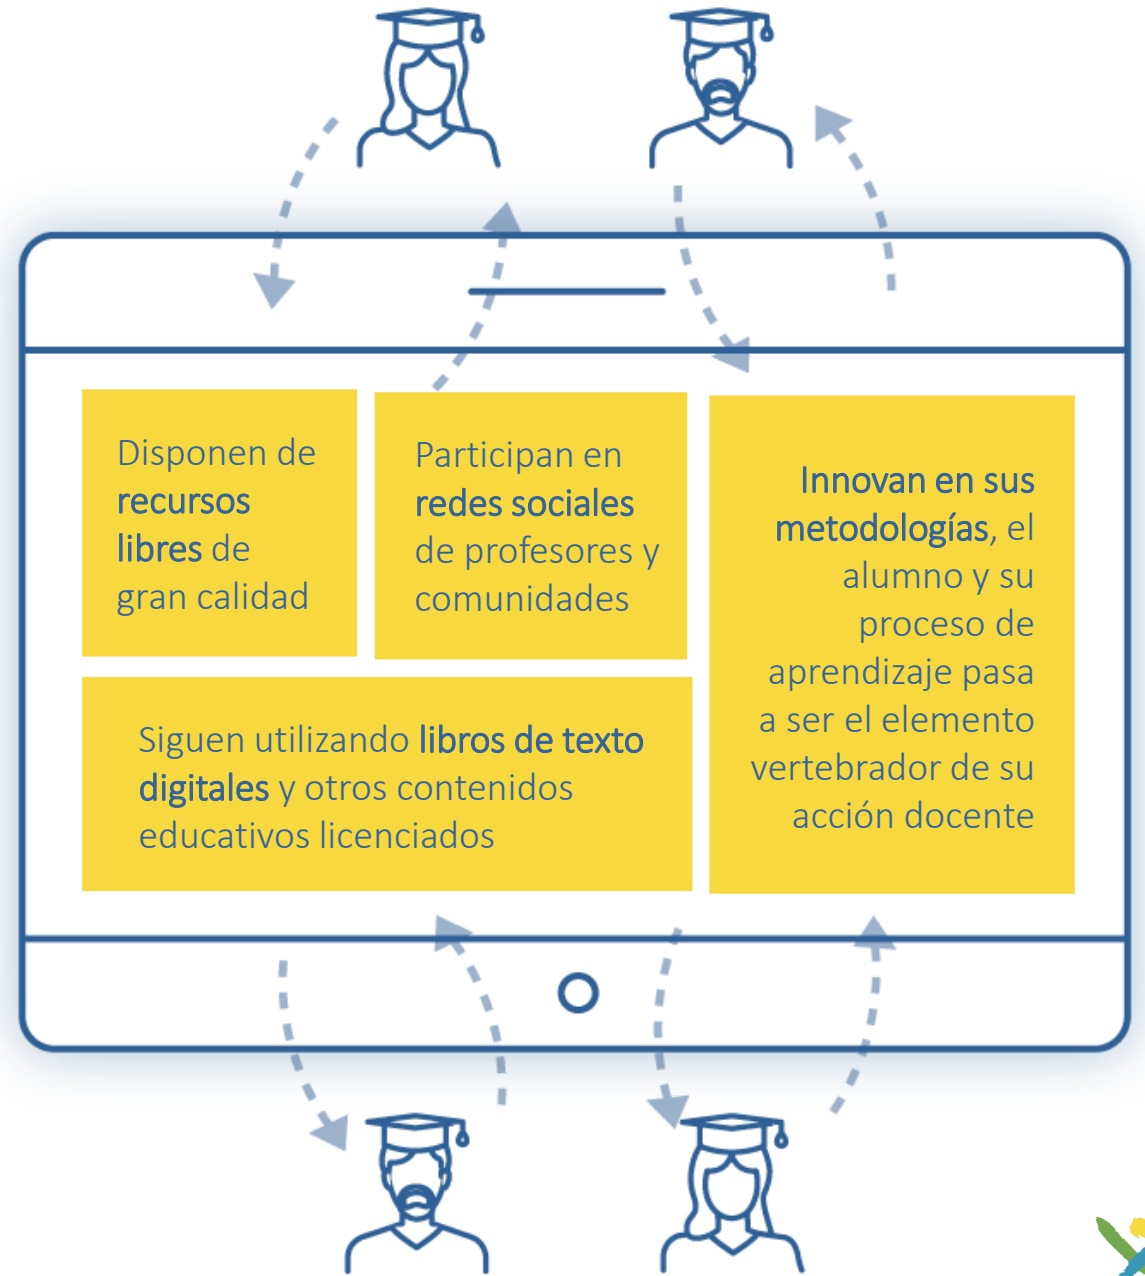 Disponen de
recursos
libres de
gran calidad
Participan en
redes sociales
de profesores y
comunidades
Innovan en sus
metodologías, el
alumno y su
proceso de
aprendizaje pasa
a ser el elemento
vertebrador de su
acción docente
Siguen utilizando libros de texto
digitales y otros contenidos
educativos licenciados